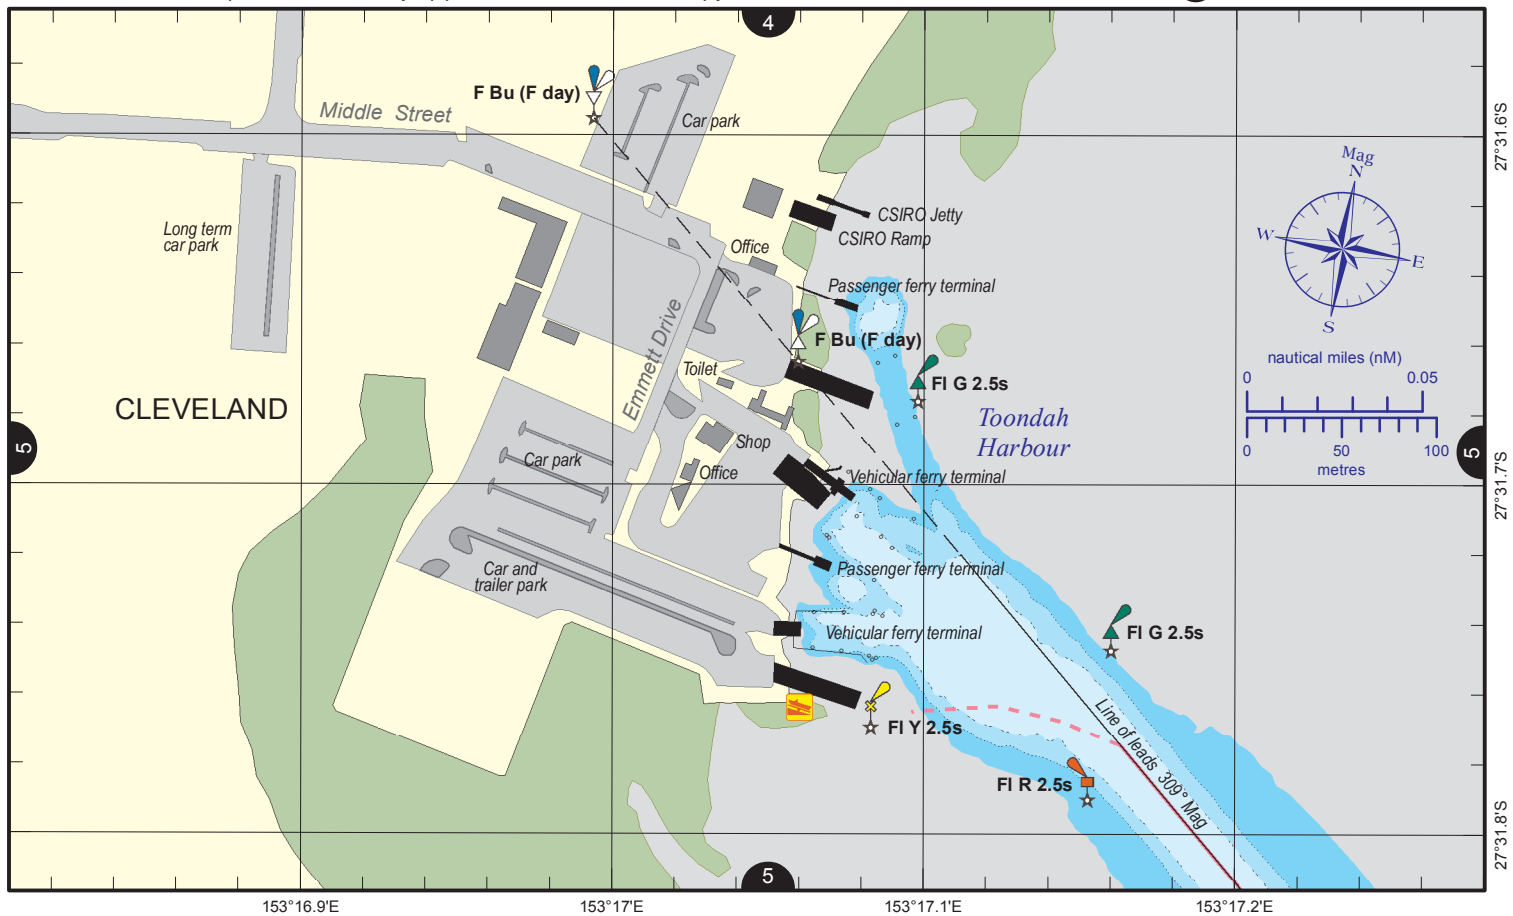 4
F Bu (F day)
Middle Street
Car park
27°31.6'S
Mag
N
W
E
S
Long term
car park
CSIRO Jetty
CSIRO Ramp
Office
Passenger ferry terminal
F Bu (F day)
Emmett Drive
Toilet
Fl G 2.5s
nautical miles (nM)
0
0.05
0
50
100
metres
CLEVELAND
Toondah
Harbour
5
5
Shop
Car park
Office
Vehicular ferry terminal
27°31.7'S
Car and
trailer park
Passenger ferry terminal
Vehicular ferry terminal
Fl G 2.5s
Fl Y 2.5s
Line of leads 309° Mag
Fl R 2.5s
27°31.8'S
5
153°16.9'E
153°17'E
153°17.1'E
153°17.2'E